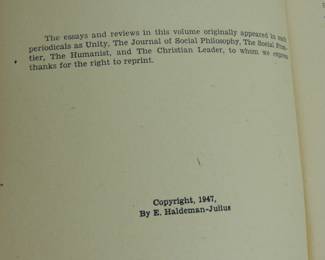 The essays and reviews in this volume originally appeared in such
periodicals as Unity, The Journal of Social Philosophy, The Social Fron-
tier, The Humanist, and The Christian Leader, to whom we express
thanks for the right to reprint.
Copyright, 1947,
By E. Haldeman-Julius